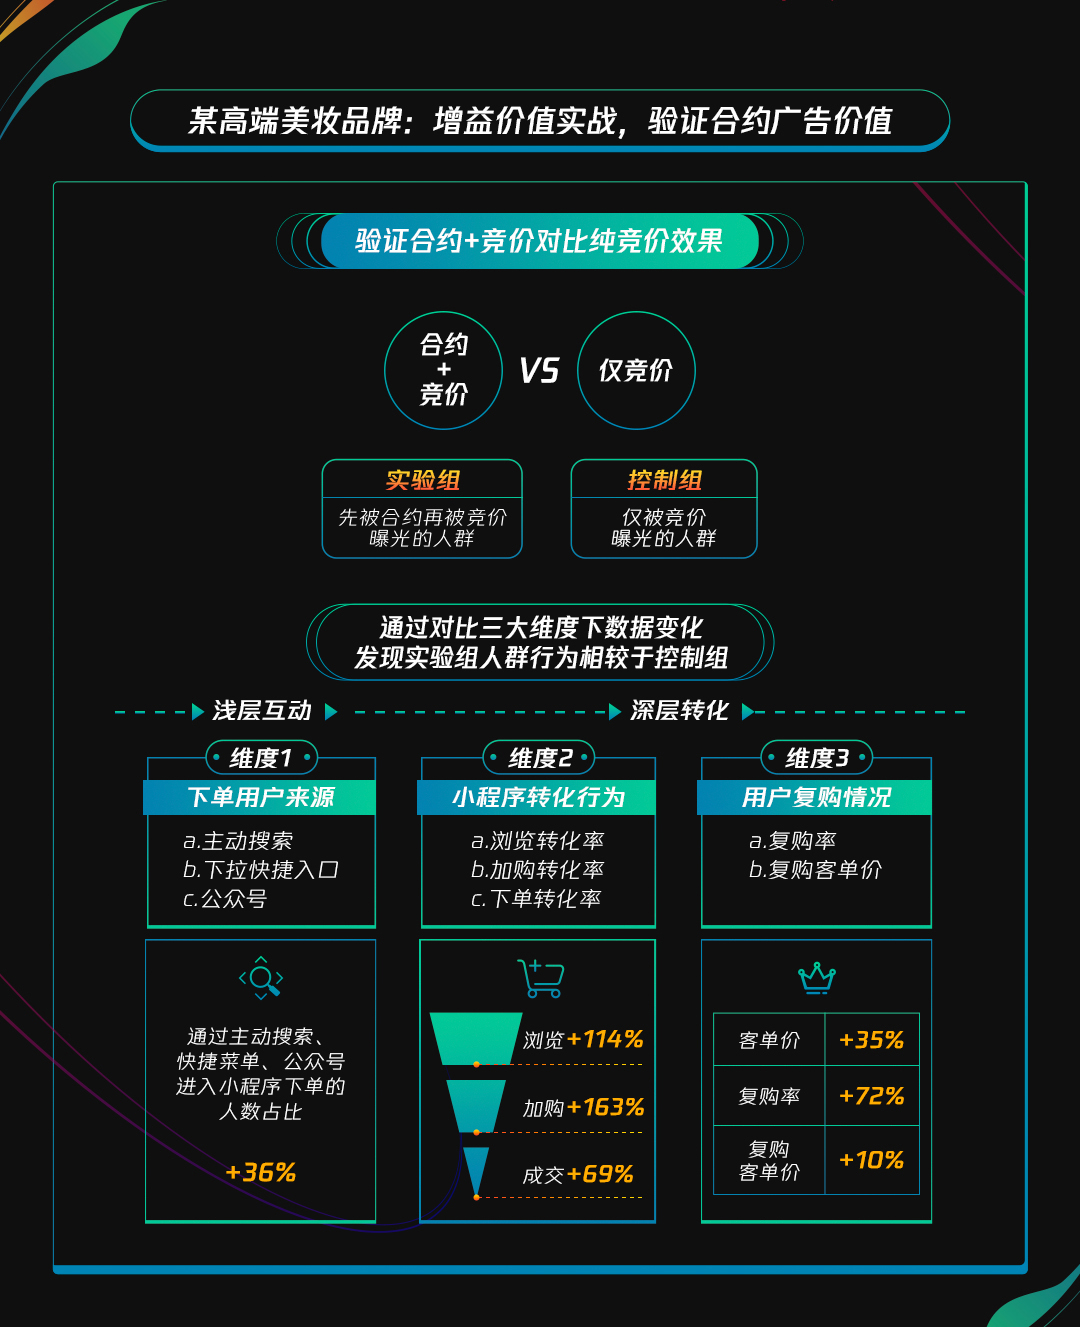 某高端美妆品牌：增益价值实战，验证合约广告价值
验证合约+竞价对比纯竞价效果
合约
+
竞价
VS
仅竞价
实验组
先被合约再被竞价
曝光的人群
控制组
仅被竞价
曝光的人群
通过对比三大维度下数据变化
发现实验组人群行为相较于控制组
浅层互动
深层转化
维度1
下单用户来源
a.主动搜索
b.下拉快捷入口
c.公众号
维度2
小程序转化行为
a.浏览转化率
b.加购转化率
c.下单转化率
维度3
用户复购情况
a.复购率
b.复购客单价
通过主动搜索、
快捷菜单、公众号
进入小程序下单的
人数占比
+36%
浏览+114%
加购+163%
成交+69%
客单价 +35%
复购率 +72%
复购
客单价 +10%